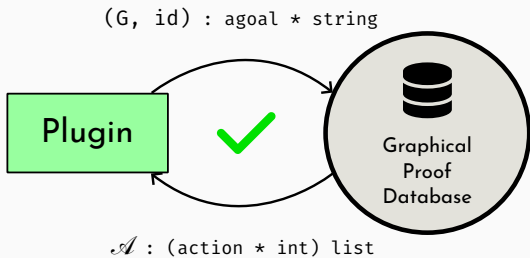 (G, id) : agoal * string
Plugin
Graphical
Proof
Database
𝒜 : (action * int) list